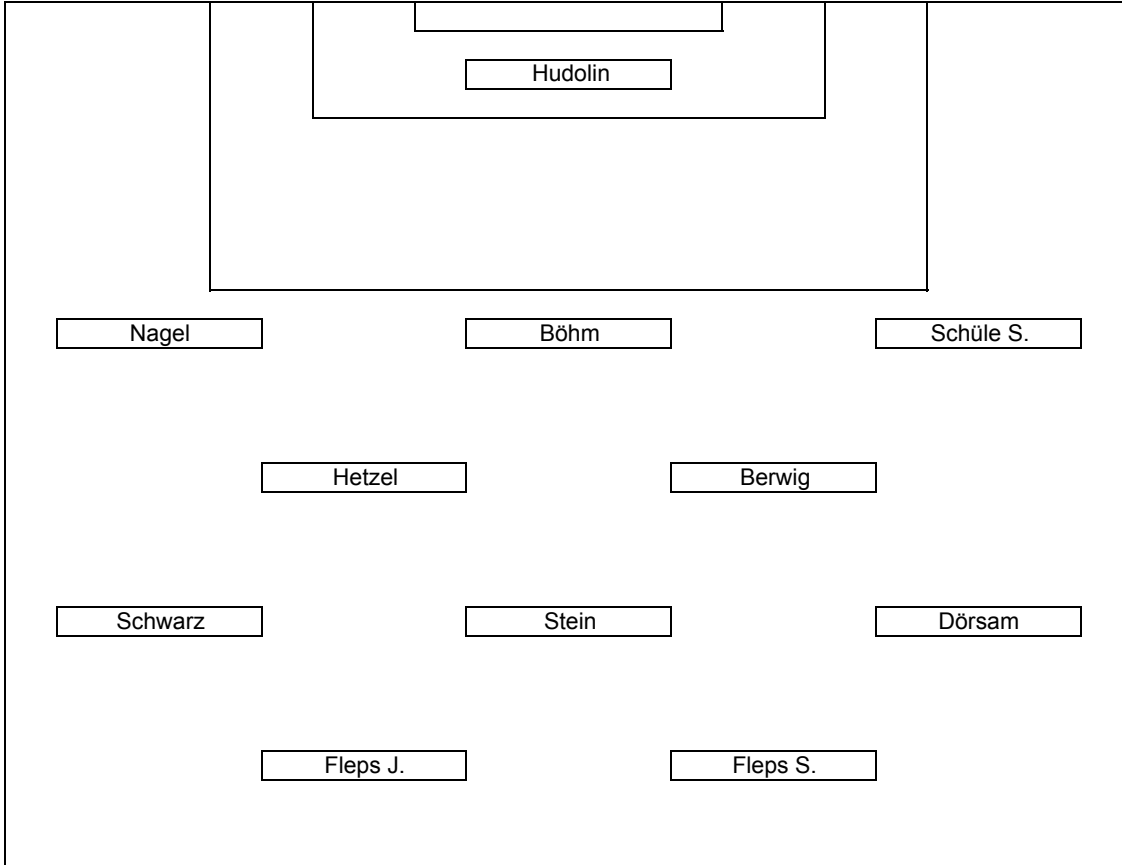 Hudolin
Nagel
Böhm
Schüle S.
Hetzel
Berwig
Schwarz
Stein
Dörsam
Fleps J.
Fleps S.